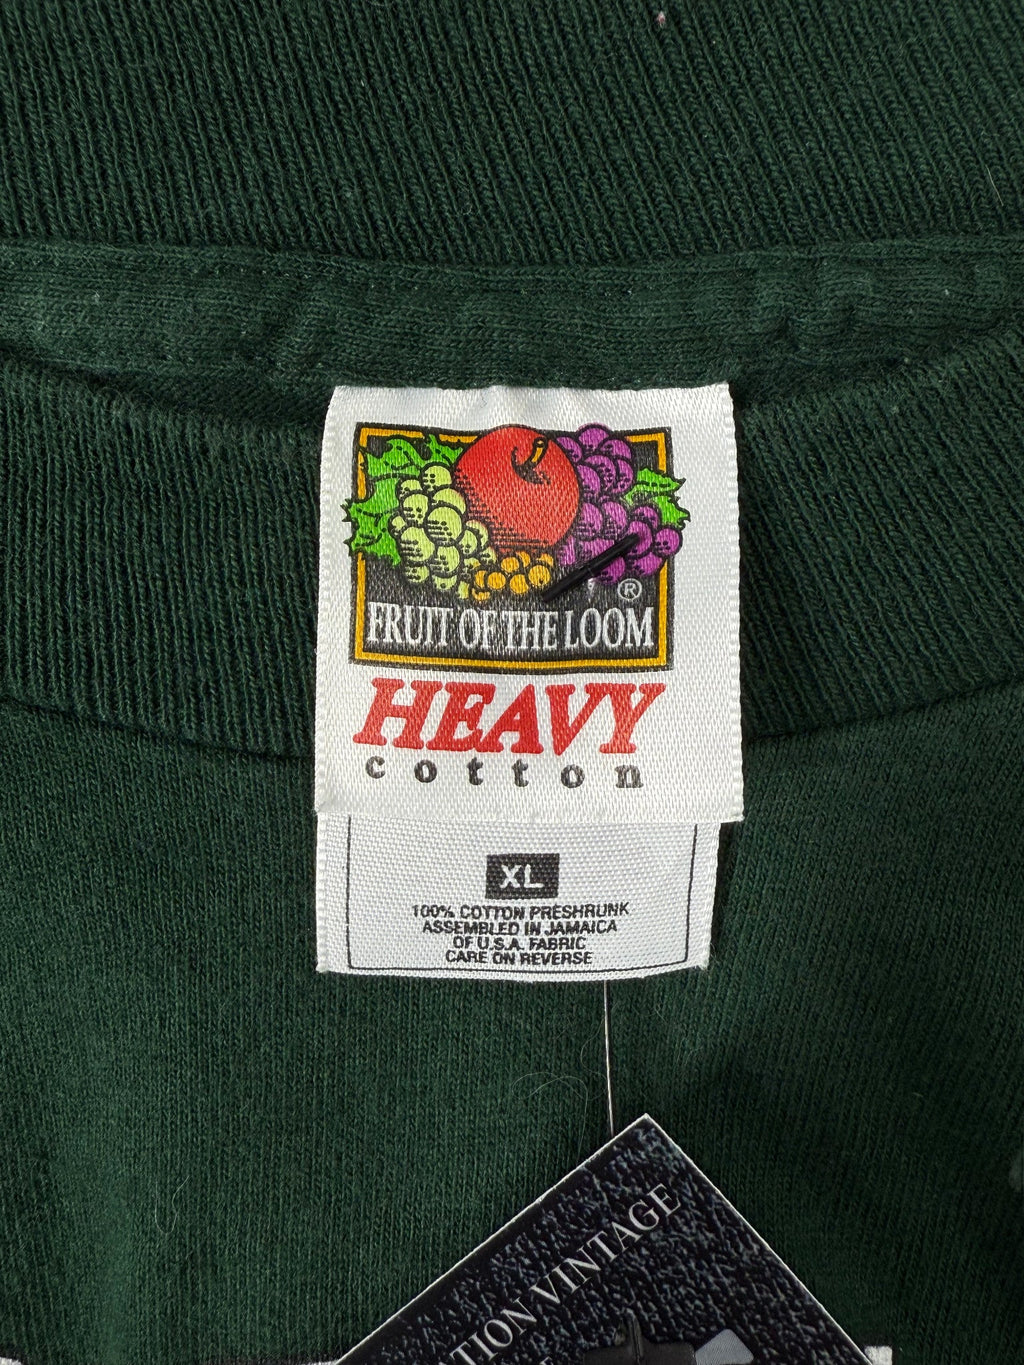 ®
FRUIT OF THE LOOM
HEAVY
cotton
XL
100% COTTON PRESHRUNK
ASSEMBLED IN JAMAICA
OF U.S.A. FABRIC
CARE ON REVERSE
VINTAGE